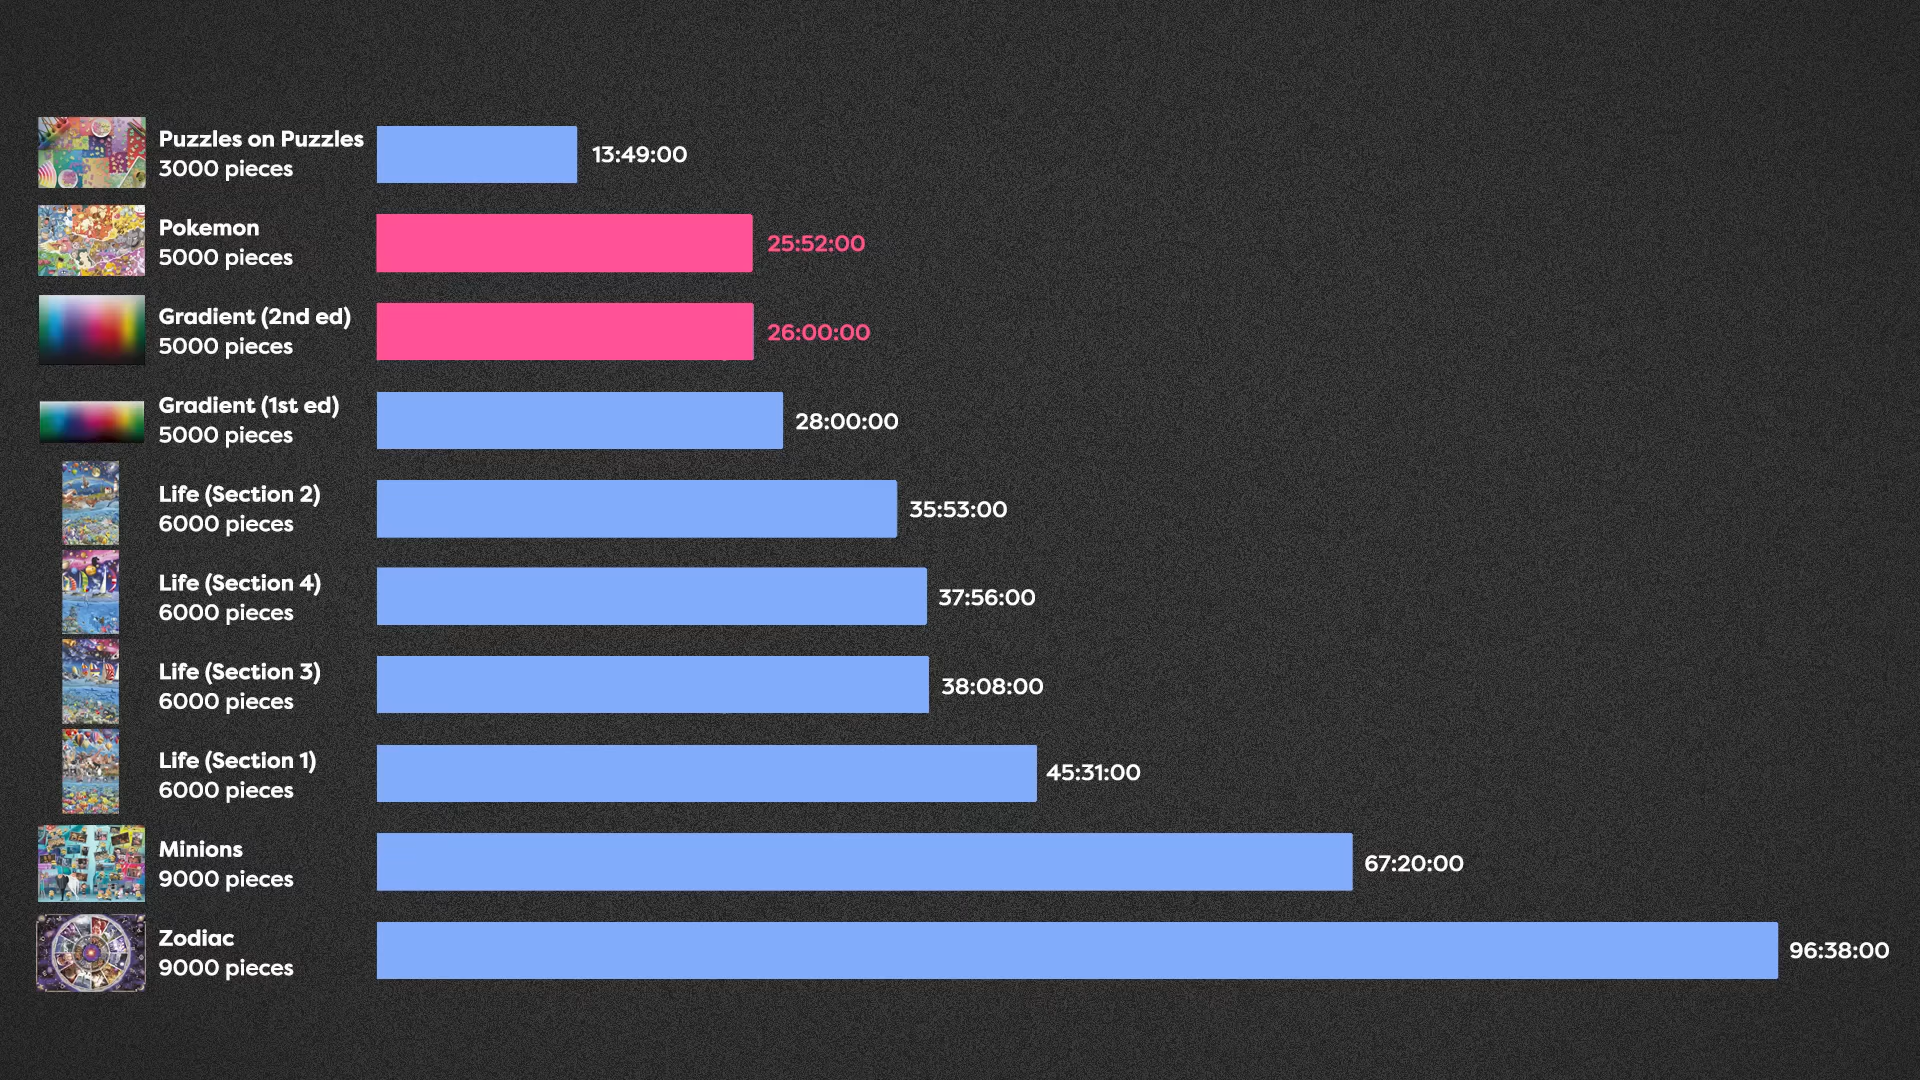 Puzzles on Puzzles
3000 pieces
13:49:00
Pokemon
5000 pieces
25:52:00
Gradient (2nd ed)
5000 pieces
26:00:00
Gradient (1st ed)
5000 pieces
28:00:00
Life (Section 2)
6000 pieces
35:53:00
Life (Section 4)
6000 pieces
37:56:00
Life (Section 3)
6000 pieces
38:08:00
Life (Section 1)
6000 pieces
45:31:00
Minions
9000 pieces
67:20:00
Zodiac
9000 pieces
96:38:00